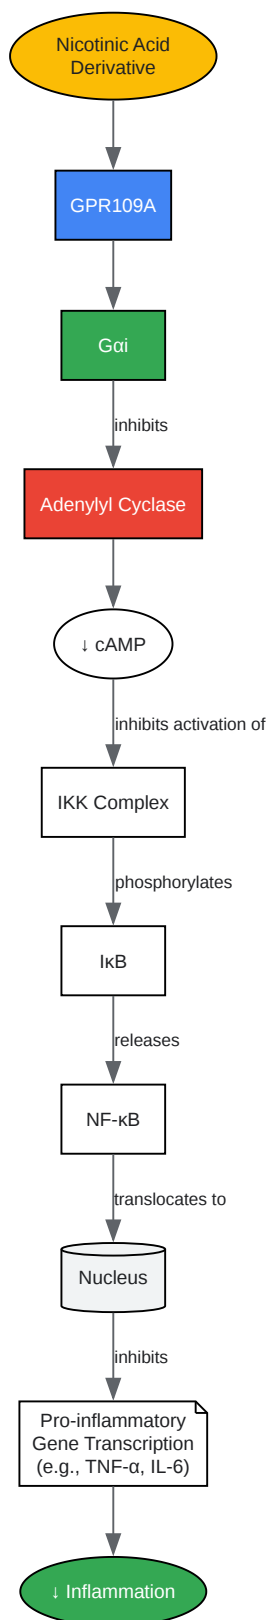 Nicotinic Acid
Derivative
GPR109A
Gαi
inhibits
Adenylyl Cyclase
↓ cAMP
inhibits activation of
IKK Complex
phosphorylates
IκB
releases
NF-κB
translocates to
Nucleus
inhibits
Pro-inflammatory
Gene Transcription
(e.g., TNF-α, IL-6)
↓ Inflammation